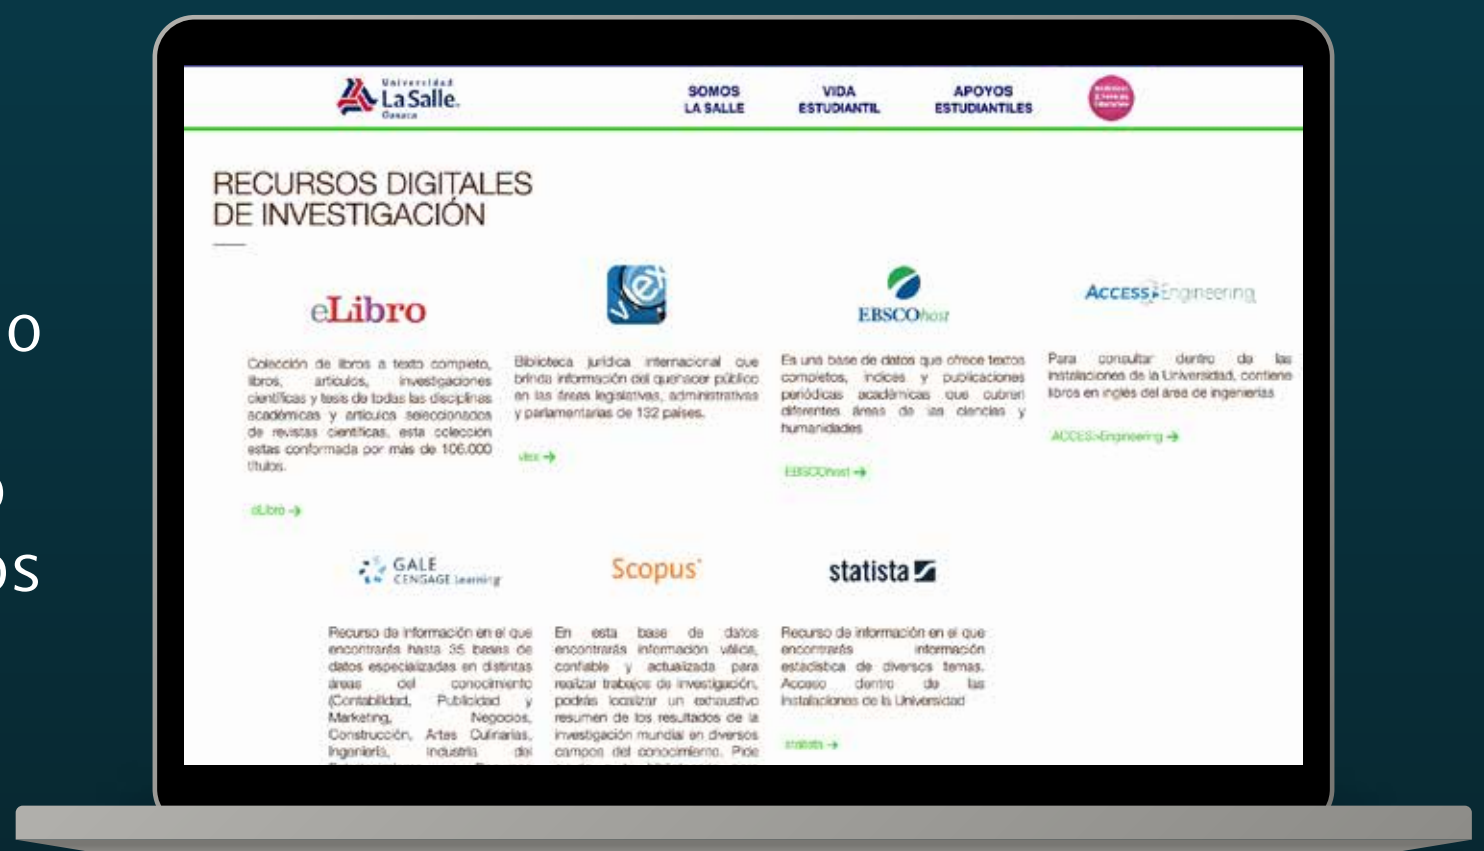 o
o
os
Universidad
La Salle.
Oaxaca
SOMOS
LA SALLE
VIDA
ESTUDIANTIL
APOYOS
ESTUDIANTILES
RECURSOS DIGITALES
DE INVESTIGACIÓN
eLibro
Colección de libros a texto completo,
libros, artículos, investigaciones
científicas y tesis de todas las disciplinas
académicas y artículos seleccionados
de revistas científicas, esta colección
estas conformada por más de 106,000
títulos.
eLibro →
vlex
Biblioteca jurídica internacional que
brinda información del quehacer público
en las áreas legislativas, administrativas
y parlamentarias de 132 países.
vlex →
EBSCOhost
Es una base de datos que ofrece textos
completos, índices y publicaciones
periódicas académicas que cubren
diferentes áreas de las ciencias y
humanidades
EBSCOhost →
ACCESS Engineering
Para consultar dentro de las
instalaciones de la Universidad, contiene
libros en inglés del área de ingenierías
ACCES>Engineering →
GALE
CENGAGE Learning
Recurso de información en el que
encontrarás hasta 35 bases de
datos especializadas en distintas
áreas del conocimiento
(Contabilidad, Publicidad y
Marketing, Negocios,
Construcción, Artes Culinarias,
Ingeniería, Industria del
Scopus
En esta base de datos
encontrarás información válida,
confiable y actualizada para
realizar trabajos de investigación,
podrás localizar un exhaustivo
resumen de los resultados de la
investigación mundial en diversos
campos del conocimiento. Pide
statista
Recurso de información en el que
encontrarás información
estadística de diversos temas.
Acceso dentro de las
Instalaciones de la Universidad
statista →